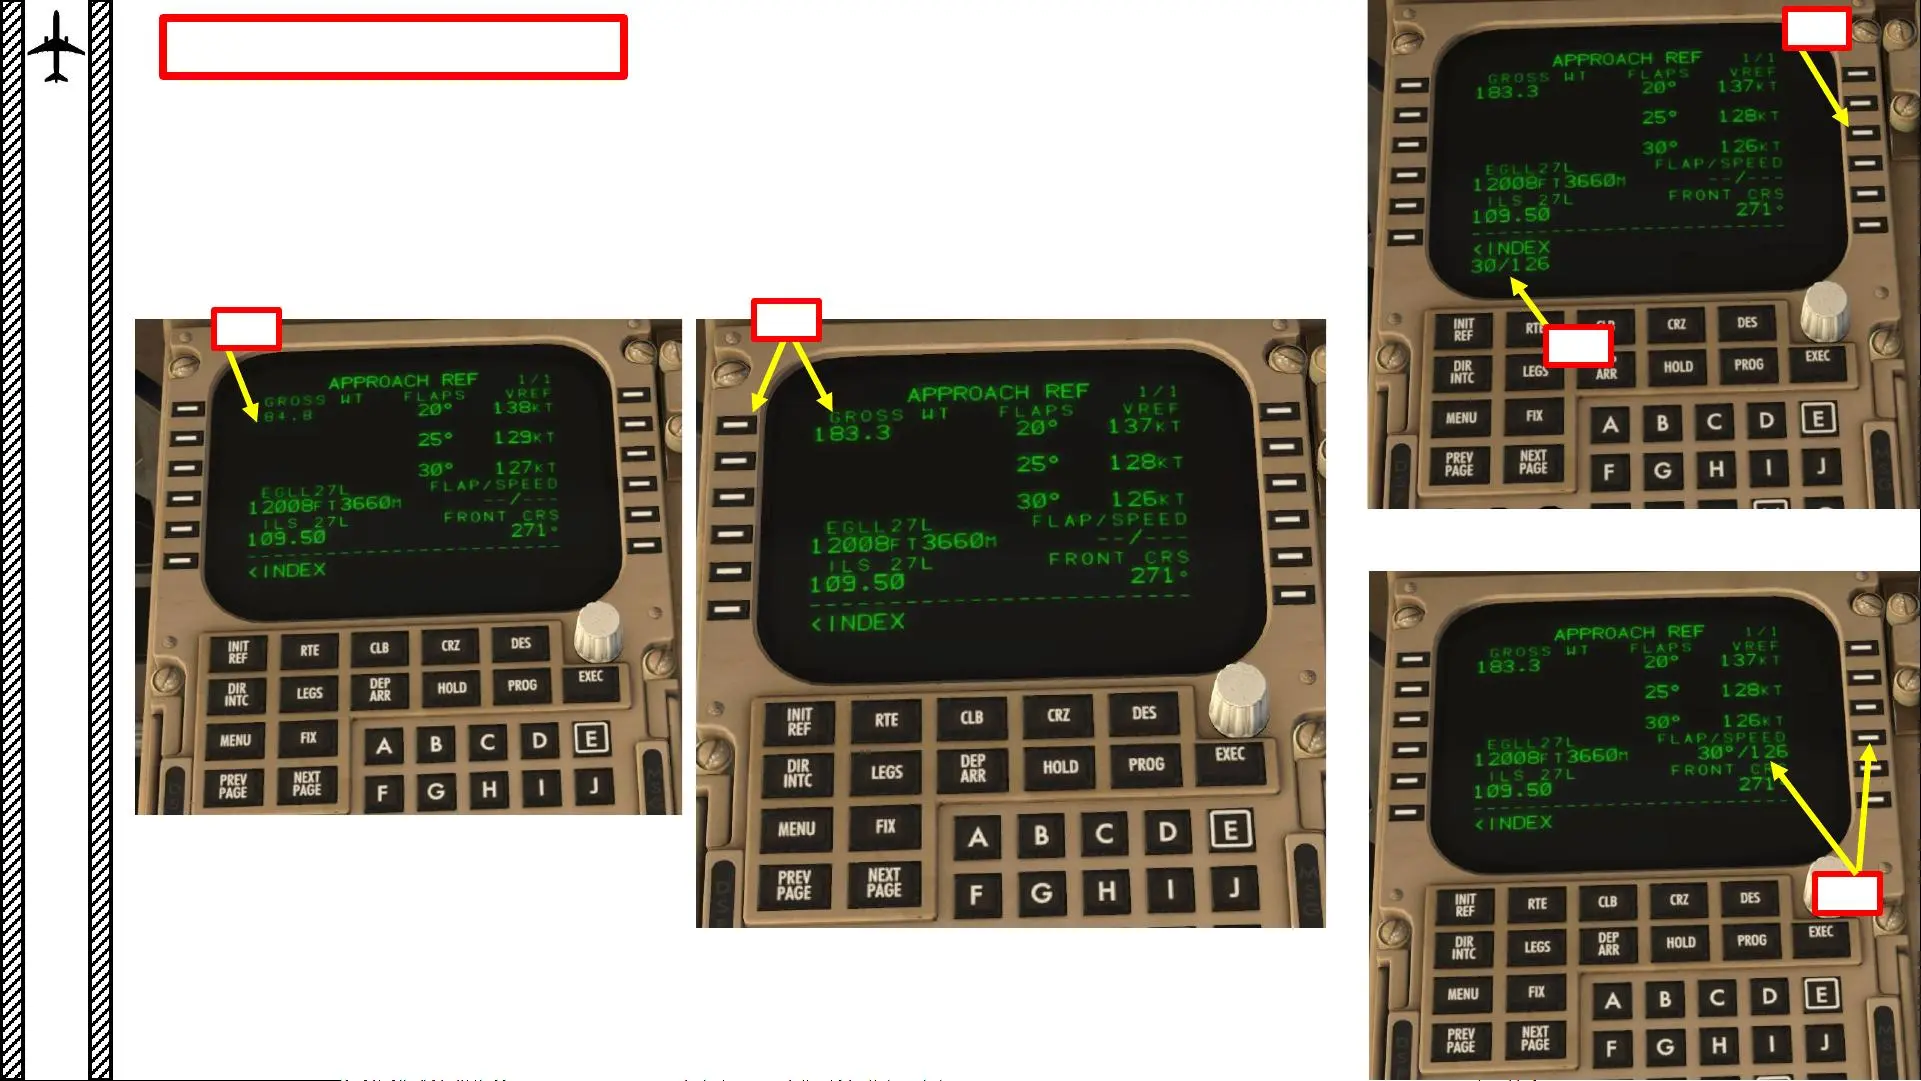 APPROACH REF 1/1
GROSS WT FLAPS VREF
84.8 20° 138KT
25° 129KT
30° 127KT
EGLL27L FLAP/SPEED
12008FT3660M --/---
ILS 27L FRONT CRS
109.50 271°
<INDEX
INIT REF RTE CLB CRZ DES
DIR INTC LEGS DEP ARR HOLD PROG EXEC
MENU FIX A B C D E
PREV PAGE NEXT PAGE F G H I J
APPROACH REF 1/1
GROSS WT FLAPS VREF
183.3 20° 137KT
25° 128KT
30° 126KT
EGLL27L FLAP/SPEED
12008FT3660M --/---
ILS 27L FRONT CRS
109.50 271°
<INDEX
INIT REF RTE CLB CRZ DES
DIR INTC LEGS DEP ARR HOLD PROG EXEC
MENU FIX A B C D E
PREV PAGE NEXT PAGE F G H I J
APPROACH REF 1/1
GROSS WT FLAPS VREF
183.3 20° 137KT
25° 128KT
30° 126KT
EGLL27L FLAP/SPEED
12008FT3660M --/---
ILS 27L FRONT CRS
109.50 271°
<INDEX
30/126
INIT REF CRZ DES
DIR INTC LEGS ARR HOLD PROG EXEC
MENU FIX A B C D E
PREV PAGE NEXT PAGE F G H I J
APPROACH REF 1/1
GROSS WT FLAPS VREF
183.3 20° 137KT
25° 128KT
30° 126KT
EGLL27L FLAP/SPEED
12008FT3660M 30°/126
ILS 27L FRONT CRS
109.50 271°
<INDEX
INIT REF RTE CLB CRZ DES
DIR INTC LEGS DEP ARR HOLD PROG EXEC
MENU FIX A B C D E
PREV PAGE NEXT PAGE F G H I J